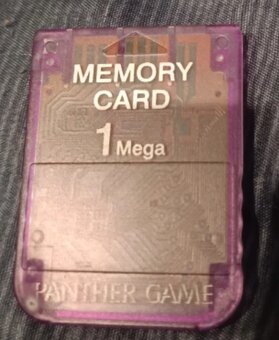 MEMORY
CARD
1 Mega
PANTHER GAME